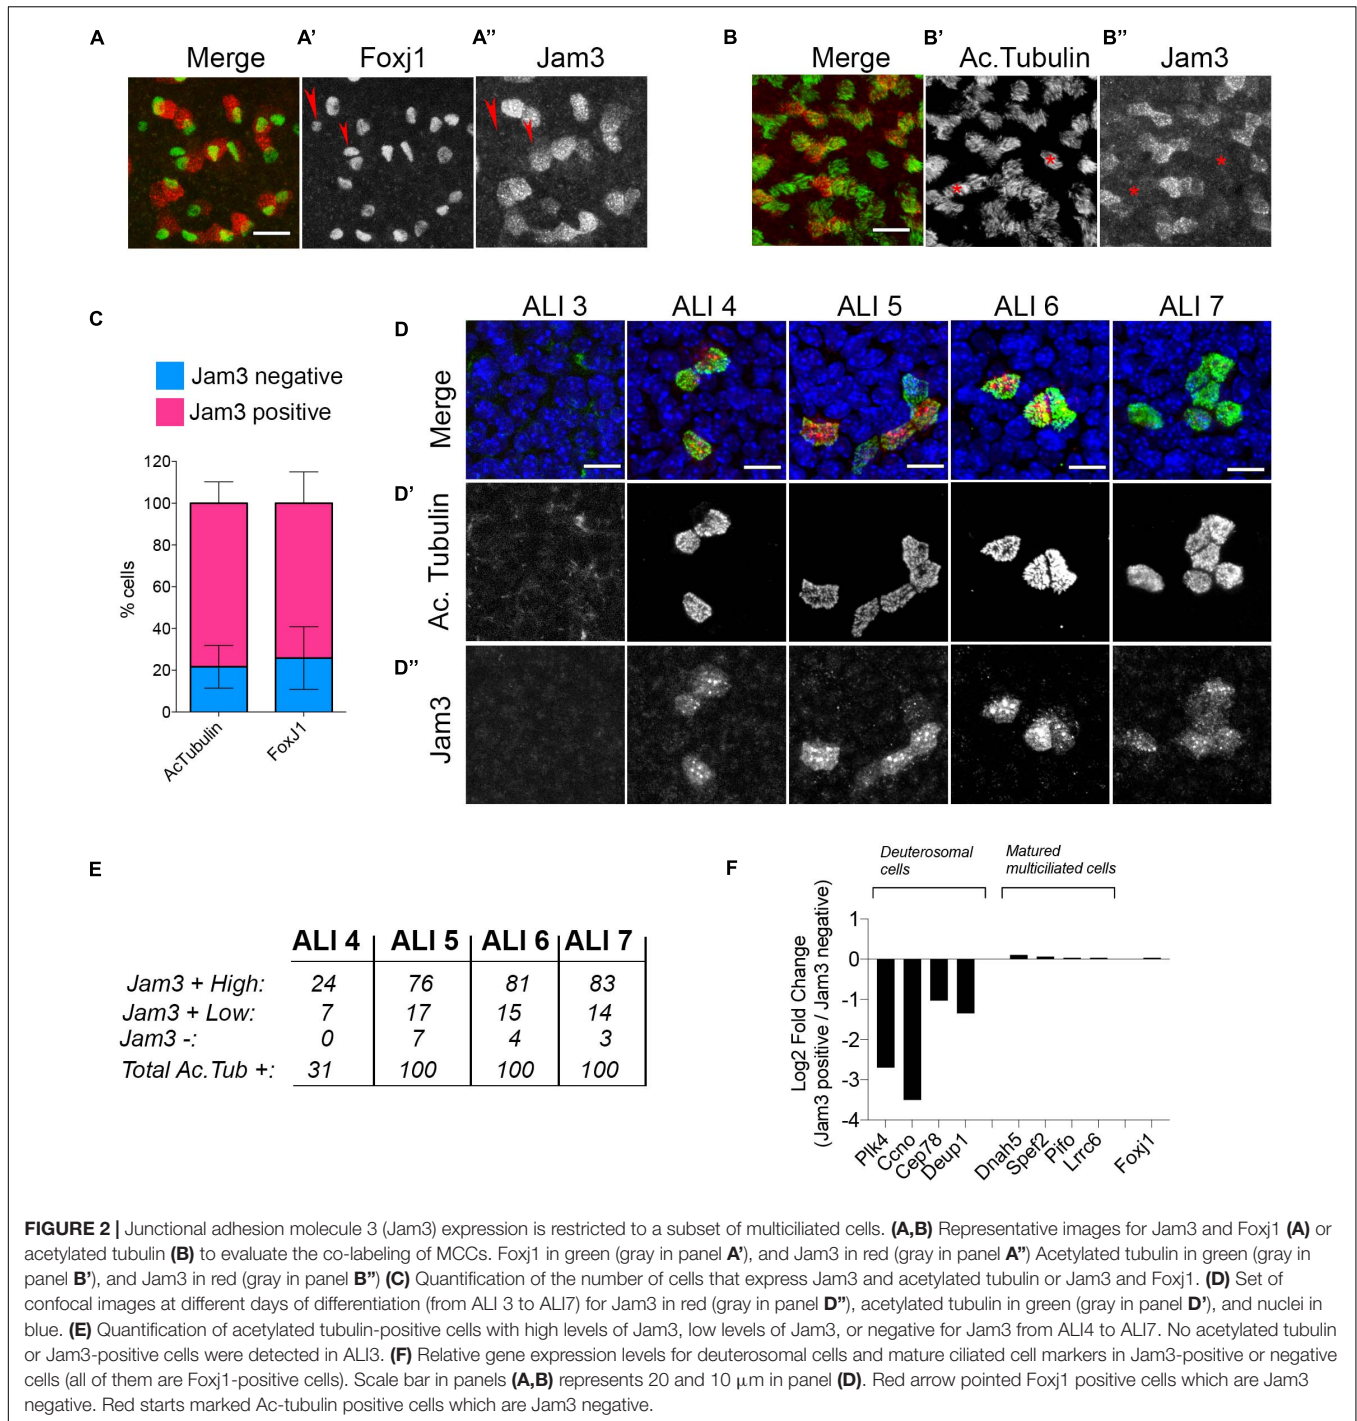 A
A'
A''
B
B'
B''
Merge
Foxj1
Jam3
Merge
Ac.Tubulin
Jam3
*
*
*
*
C
Jam3 negative
Jam3 positive
120
100
80
60
40
20
0
% cells
AcTubulin
FoxJ1
D
ALI 3
ALI 4
ALI 5
ALI 6
ALI 7
Merge
D'
Ac. Tubulin
D''
Jam3
E
ALI 4 ALI 5 ALI 6 ALI 7
Jam3 + High: 24 76 81 83
Jam3 + Low: 7 17 15 14
Jam3 -: 0 7 4 3
Total Ac.Tub +: 31 100 100 100
F
Deuterosomal
cells
Matured
multiciliated cells
Log2 Fold Change
(Jam3 positive / Jam3 negative)
1
0
-1
-2
-3
-4
Plk4
Ccno
Cep78
Deup1
Dnah5
Spef2
Pifo
Lrrc6
Foxj1
FIGURE 2 | Junctional adhesion molecule 3 (Jam3) expression is restricted to a subset of multiciliated cells. (A,B) Representative images for Jam3 and Foxj1 (A) or
acetylated tubulin (B) to evaluate the co-labeling of MCCs. Foxj1 in green (gray in panel A'), and Jam3 in red (gray in panel A'') Acetylated tubulin in green (gray in
panel B'), and Jam3 in red (gray in panel B'') (C) Quantification of the number of cells that express Jam3 and acetylated tubulin or Jam3 and Foxj1. (D) Set of
confocal images at different days of differentiation (from ALI 3 to ALI7) for Jam3 in red (gray in panel D''), acetylated tubulin in green (gray in panel D'), and nuclei in
blue. (E) Quantification of acetylated tubulin-positive cells with high levels of Jam3, low levels of Jam3, or negative for Jam3 from ALI4 to ALI7. No acetylated tubulin
or Jam3-positive cells were detected in ALI3. (F) Relative gene expression levels for deuterosomal cells and mature ciliated cell markers in Jam3-positive or negative
cells (all of them are Foxj1-positive cells). Scale bar in panels (A,B) represents 20 and 10 μm in panel (D). Red arrow pointed Foxj1 positive cells which are Jam3
negative. Red starts marked Ac-tubulin positive cells which are Jam3 negative.